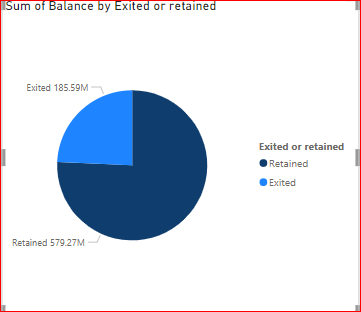 Sum of Balance by Exited or retained
Exited 185.59M
Exited or retained
Retained
Exited
Retained 579.27M